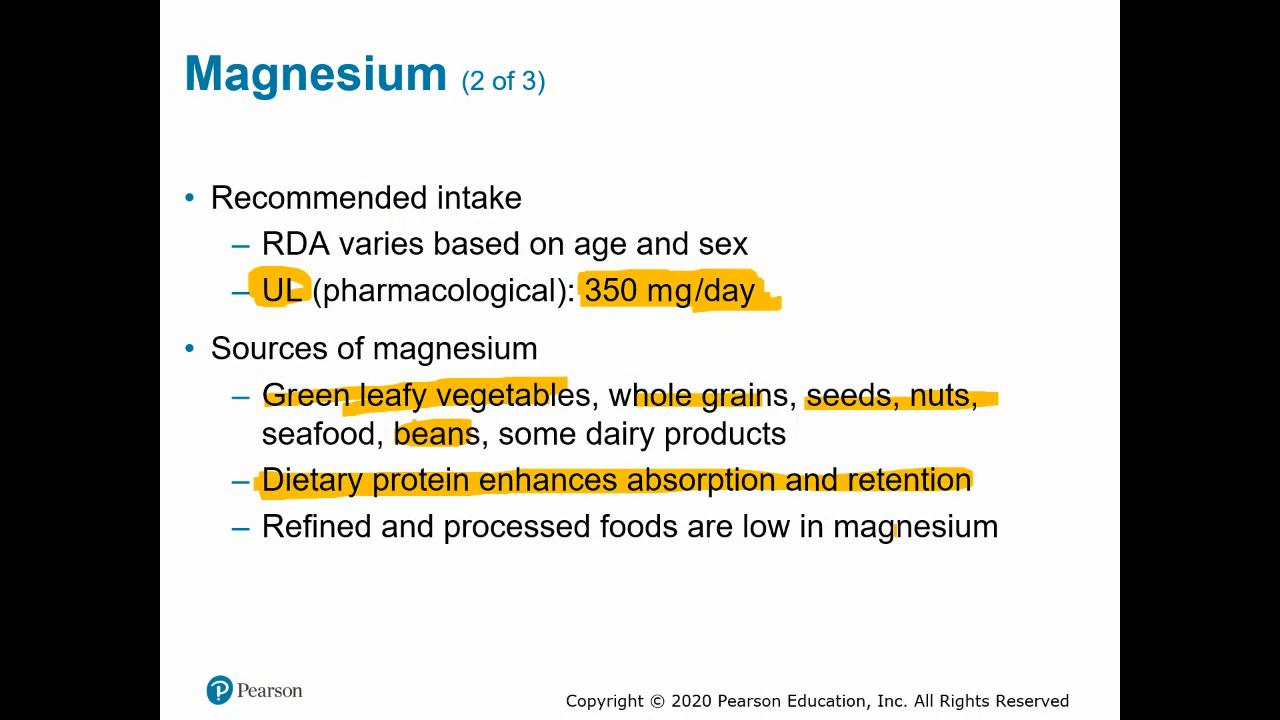 Magnesium (2 of 3)
• Recommended intake
– RDA varies based on age and sex
– UL (pharmacological): 350 mg/day
• Sources of magnesium
– Green leafy vegetables, whole grains, seeds, nuts,
seafood, beans, some dairy products
– Dietary protein enhances absorption and retention
– Refined and processed foods are low in magnesium
P Pearson
Copyright © 2020 Pearson Education, Inc. All Rights Reserved